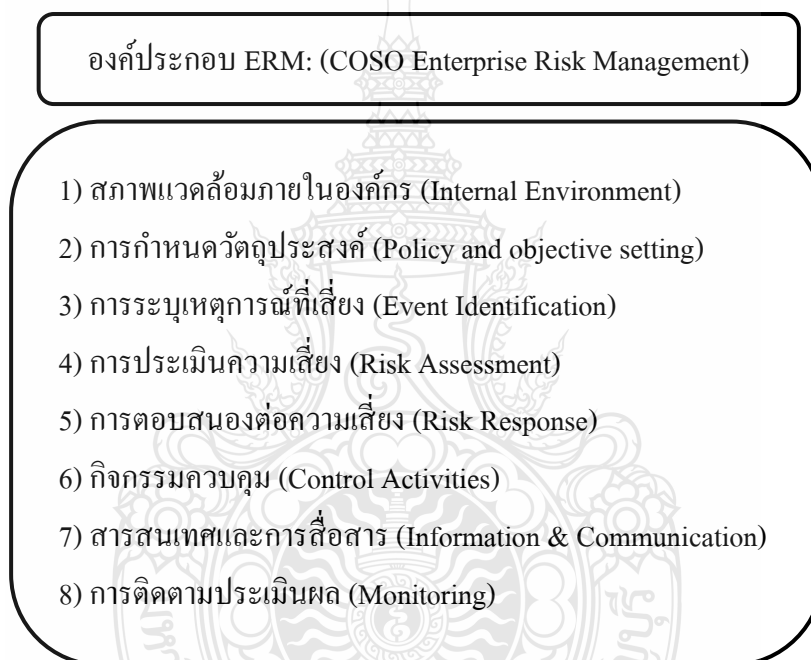 องค์ประกอบ ERM: (COSO Enterprise Risk Management)
1) สภาพแวดล้อมภายในองค์กร (Internal Environment)
2) การกำหนดวัตถุประสงค์ (Policy and objective setting)
3) การระบุเหตุการณ์ที่เสี่ยง (Event Identification)
4) การประเมินความเสี่ยง (Risk Assessment)
5) การตอบสนองต่อความเสี่ยง (Risk Response)
6) กิจกรรมควบคุม (Control Activities)
7) สารสนเทศและการสื่อสาร (Information & Communication)
8) การติดตามประเมินผล (Monitoring)